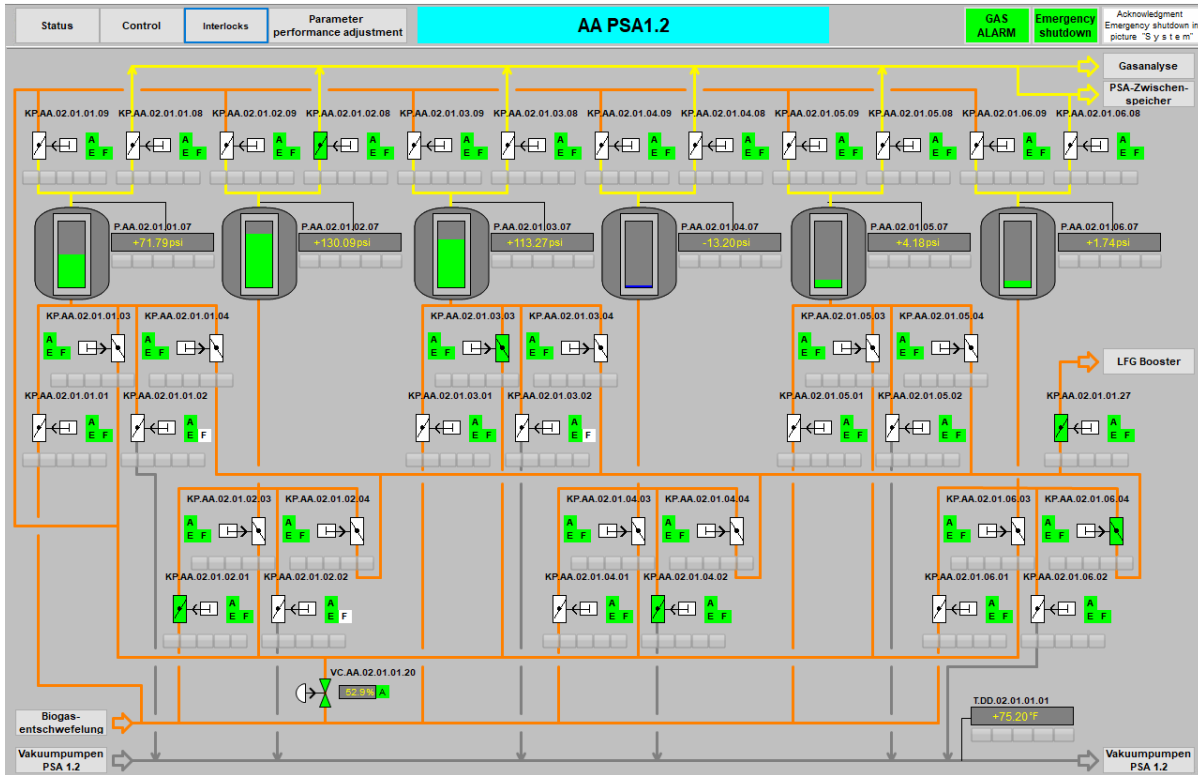 Status
Control
Interlocks
Parameter
performance adjustment
AA PSA1.2
GAS
ALARM
Emergency
shutdown
Acknowledgment
Emergency shutdown in
picture "S y s t e m"
Gasanalyse
PSA-Zwischen-
speicher
KP.AA.02.01.01.09 KP.AA.02.01.01.08 KP.AA.02.01.02.09 KP.AA.02.01.02.08 KP.AA.02.01.03.09 KP.AA.02.01.03.08 KP.AA.02.01.04.09 KP.AA.02.01.04.08 KP.AA.02.01.05.09 KP.AA.02.01.05.08 KP.AA.02.01.06.09 KP.AA.02.01.06.08
A A A A A A A A A A A A
E F E F E F E F E F E F E F E F E F E F E F E F
P.AA.02.01.01.07 P.AA.02.01.02.07 P.AA.02.01.03.07 P.AA.02.01.04.07 P.AA.02.01.05.07 P.AA.02.01.06.07
+71.79psi +130.09psi +113.27psi -13.20psi +4.18psi +1.74psi
KP.AA.02.01.01.03 KP.AA.02.01.01.04 KP.AA.02.01.03.03 KP.AA.02.01.03.04 KP.AA.02.01.05.03 KP.AA.02.01.05.04
A A A A A A
E F E F E F E F E F E F
LFG Booster
KP.AA.02.01.01.01 KP.AA.02.01.01.02 KP.AA.02.01.03.01 KP.AA.02.01.03.02 KP.AA.02.01.05.01 KP.AA.02.01.05.02 KP.AA.02.01.01.27
A A A A A A A
E F E F E F E F E F E F E F
KP.AA.02.01.02.03 KP.AA.02.01.02.04 KP.AA.02.01.04.03 KP.AA.02.01.04.04 KP.AA.02.01.06.03 KP.AA.02.01.06.04
A A A A A A
E F E F E F E F E F E F
KP.AA.02.01.02.01 KP.AA.02.01.02.02 KP.AA.02.01.04.01 KP.AA.02.01.04.02 KP.AA.02.01.06.01 KP.AA.02.01.06.02
A A A A A A
E F E F E F E F E F E F
VC.AA.02.01.01.20
52.9% A
T.DD.02.01.01.01
+75.20°F
Biogas-
entschwefelung
Vakuumpumpen
PSA 1.2
Vakuumpumpen
PSA 1.2